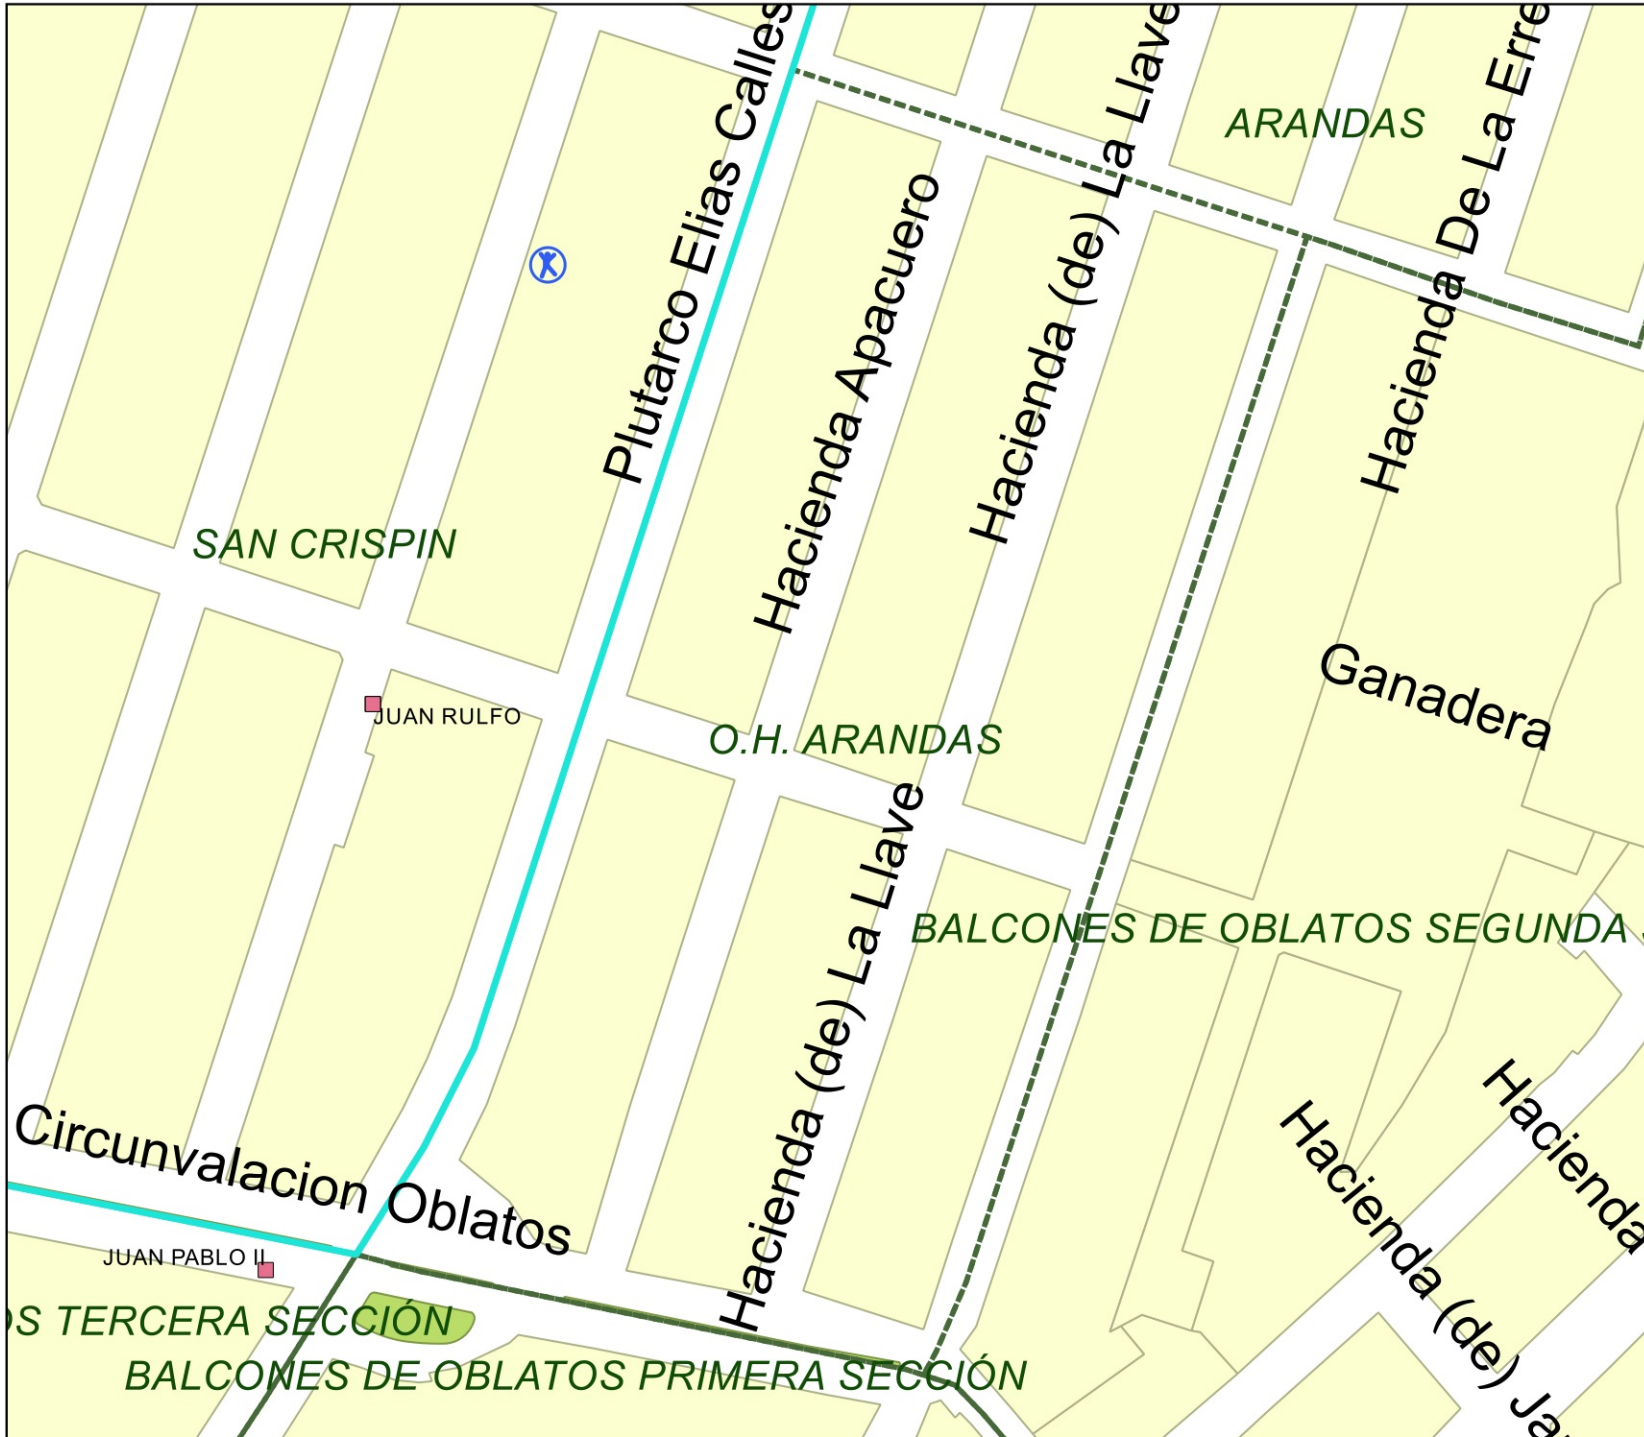 Plutarco Elias Calles
Hacienda (de) La Llave
Hacienda De La Erre
ARANDAS
Hacienda Apacuero
SAN CRISPIN
Ganadera
JUAN RULFO
O.H. ARANDAS
Hacienda (de) La Llave
BALCONES DE OBLATOS SEGUNDA
Circunvalacion Oblatos
Hacienda
Hacienda (de) Ja
JUAN PABLO II
OS TERCERA SECCIÓN
BALCONES DE OBLATOS PRIMERA SECCIÓN